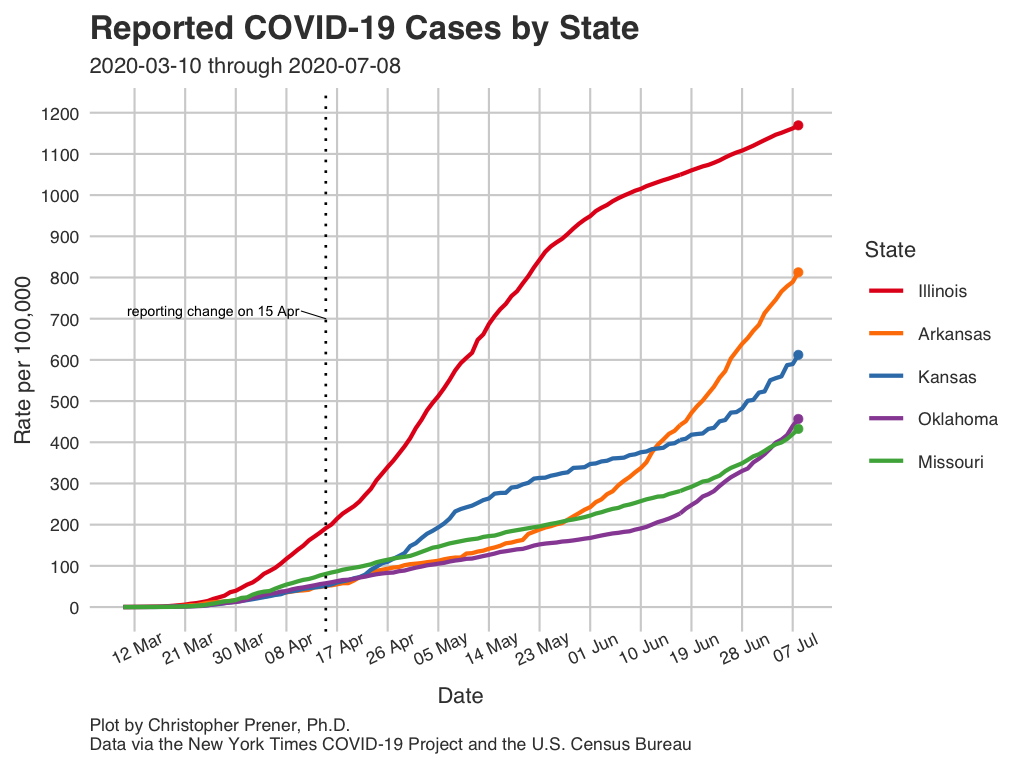 Reported COVID-19 Cases by State
2020-03-10 through 2020-07-08
1200
1100
1000
900
800
700
600
500
400
300
200
100
0
Rate per 100,000
reporting change on 15 Apr
12 Mar
21 Mar
30 Mar
08 Apr
17 Apr
26 Apr
05 May
14 May
23 May
01 Jun
10 Jun
19 Jun
28 Jun
07 Jul
Date
State
Illinois
Arkansas
Kansas
Oklahoma
Missouri
Plot by Christopher Prener, Ph.D.
Data via the New York Times COVID-19 Project and the U.S. Census Bureau